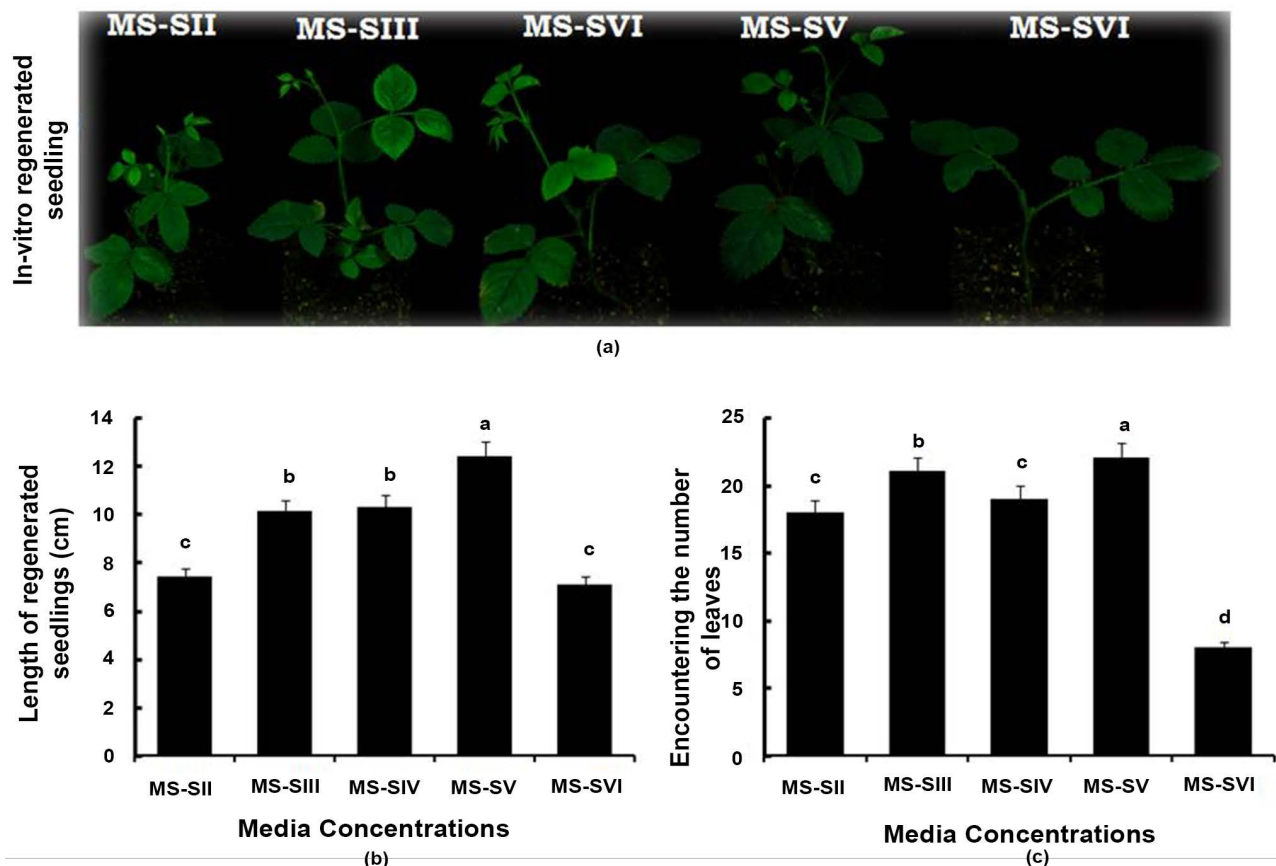 In-vitro regenerated
seedling
MS-SII MS-SIII MS-SVI MS-SV MS-SVI
(a)
Length of regenerated
seedlings (cm)
14
12
10
8
6
4
2
0
c b b a c
MS-SII MS-SIII MS-SIV MS-SV MS-SVI
Media Concentrations
(b)
Encountering the number
of leaves
25
20
15
10
5
0
c b c a d
MS-SII MS-SIII MS-SIV MS-SV MS-SVI
Media Concentrations
(c)